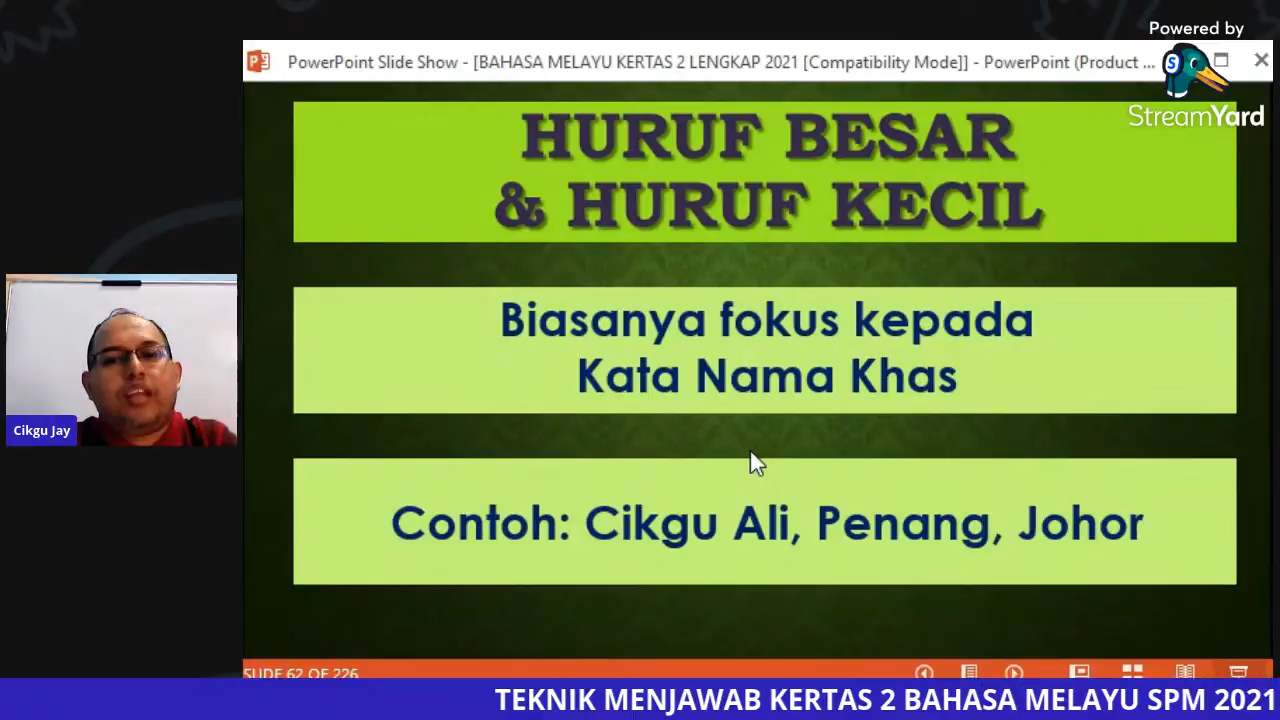 Powered by
StreamYard
PowerPoint Slide Show - [BAHASA MELAYU KERTAS 2 LENGKAP 2021 [Compatibility Mode]] - PowerPoint (Product ...
HURUF BESAR
& HURUF KECIL
Biasanya fokus kepada
Kata Nama Khas
Contoh: Cikgu Ali, Penang, Johor
Cikgu Jay
SLIDE 62 OF 226
TEKNIK MENJAWAB KERTAS 2 BAHASA MELAYU SPM 2021